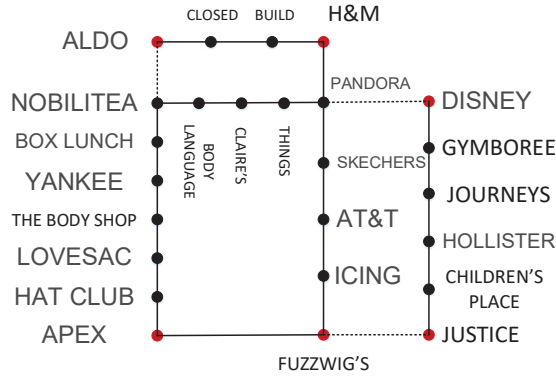 CLOSED
BUILD
H&M
ALDO
PANDORA
NOBILITEA
DISNEY
BODY
LANGUAGE
CLAIRE'S
THINGS
BOX LUNCH
GYMBOREE
SKECHERS
YANKEE
JOURNEYS
THE BODY SHOP
AT&T
HOLLISTER
LOVESAC
ICING
CHILDREN'S
PLACE
HAT CLUB
APEX
JUSTICE
FUZZWIG'S